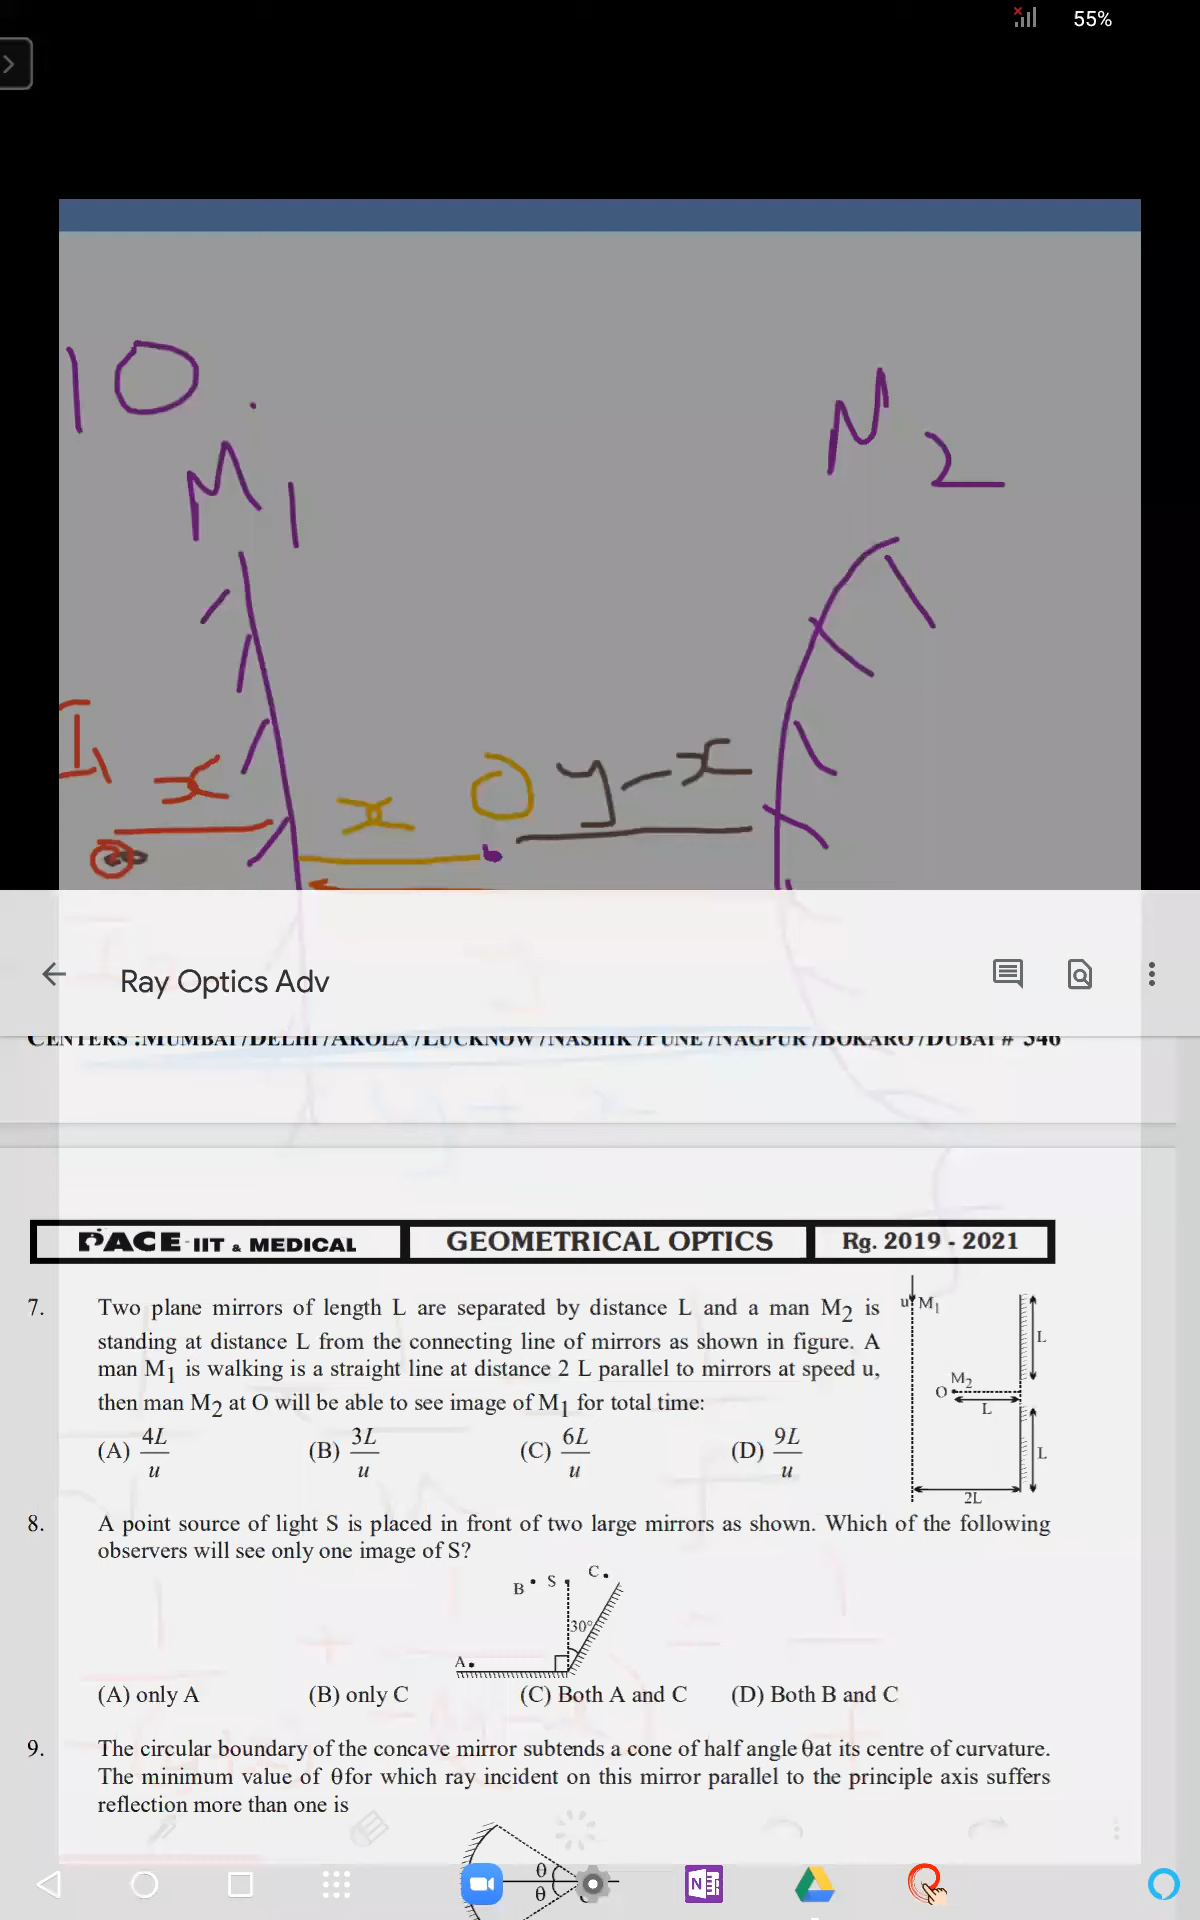 55%
10.
M1
M2
I1
x
x
O
y-x
Ray Optics Adv
CENTERS :MUMBAI /DELHI /AKOLA /LUCKNOW /NASHIK /PUNE /NAGPUR /BOKARO /DUBAI # 346
PACE - IIT & MEDICAL
GEOMETRICAL OPTICS
Rg. 2019 - 2021
7. Two plane mirrors of length L are separated by distance L and a man M2 is
standing at distance L from the connecting line of mirrors as shown in figure. A
man M1 is walking is a straight line at distance 2 L parallel to mirrors at speed u,
then man M2 at O will be able to see image of M1 for total time:
(A) 4L/u (B) 3L/u (C) 6L/u (D) 9L/u
u M1
L
M2
O
L
L
2L
8. A point source of light S is placed in front of two large mirrors as shown. Which of the following
observers will see only one image of S?
B S C
30°
A
(A) only A (B) only C (C) Both A and C (D) Both B and C
9. The circular boundary of the concave mirror subtends a cone of half angle θat its centre of curvature.
The minimum value of θfor which ray incident on this mirror parallel to the principle axis suffers
reflection more than one is
θ
θ
N